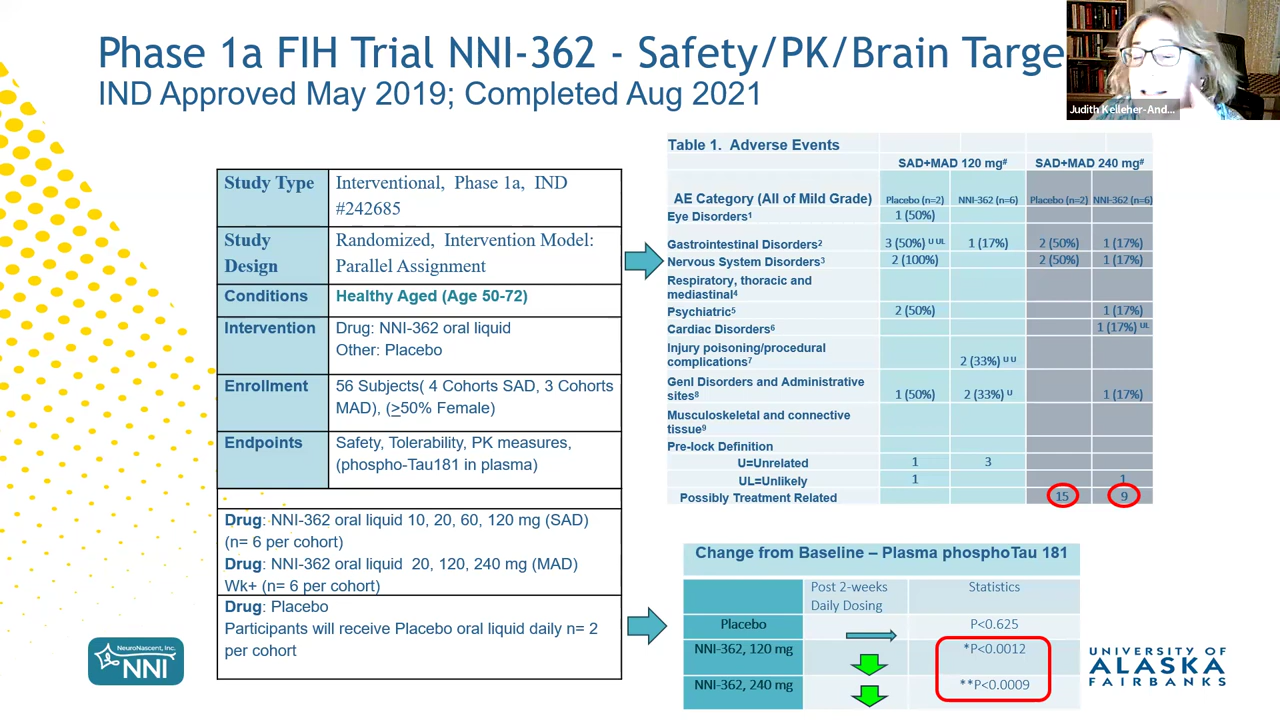 Phase 1a FIH Trial NNI-362 - Safety/PK/Brain Targe
IND Approved May 2019; Completed Aug 2021
Judith Kelleher-And...
Study Type
Interventional, Phase 1a, IND
#242685
Study
Design
Randomized, Intervention Model:
Parallel Assignment
Conditions
Healthy Aged (Age 50-72)
Intervention
Drug: NNI-362 oral liquid
Other: Placebo
Enrollment
56 Subjects( 4 Cohorts SAD, 3 Cohorts
MAD), (>50% Female)
Endpoints
Safety, Tolerability, PK measures,
(phospho-Tau181 in plasma)
Drug: NNI-362 oral liquid 10, 20, 60, 120 mg (SAD)
(n= 6 per cohort)
Drug: NNI-362 oral liquid 20, 120, 240 mg (MAD)
Wk+ (n= 6 per cohort)
Drug: Placebo
Participants will receive Placebo oral liquid daily n= 2
per cohort
Table 1. Adverse Events
SAD+MAD 120 mg# SAD+MAD 240 mg#
AE Category (All of Mild Grade) Placebo (n=2) NNI-362 (n=6) Placebo (n=2) NNI-362 (n=6)
Eye Disorders¹ 1 (50%)
Gastrointestinal Disorders² 3 (50%) U UL 1 (17%) 2 (50%) 1 (17%)
Nervous System Disorders³ 2 (100%) 2 (50%) 1 (17%)
Respiratory, thoracic and
mediastinal⁴
Psychiatric⁵ 2 (50%) 1 (17%)
Cardiac Disorders⁶ 1 (17%) UL
Injury poisoning/procedural
complications⁷ 2 (33%) U U
Genl Disorders and Administrative
sites⁸ 1 (50%) 2 (33%) U 1 (17%)
Musculoskeletal and connective
tissue⁹
Pre-lock Definition
U=Unrelated 1 3
UL=Unlikely 1 1
Possibly Treatment Related 15 9
Change from Baseline – Plasma phosphoTau 181
Post 2-weeks
Daily Dosing
Statistics
Placebo P<0.625
NNI-362, 120 mg *P<0.0012
NNI-362, 240 mg **P<0.0009
NeuroNascent, Inc.
NNI
UNIVERSITY OF
ALASKA
FAIRBANKS